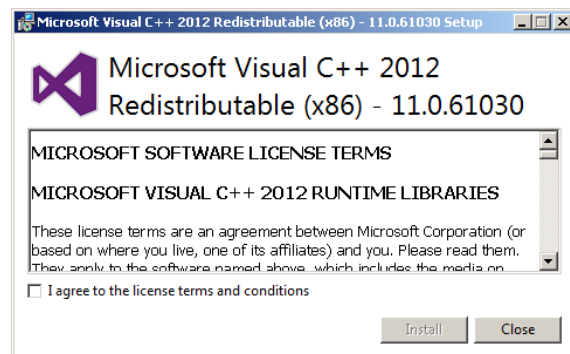 Microsoft Visual C++ 2012 Redistributable (x86) - 11.0.61030 Setup
Microsoft Visual C++ 2012
Redistributable (x86) - 11.0.61030
MICROSOFT SOFTWARE LICENSE TERMS
MICROSOFT VISUAL C++ 2012 RUNTIME LIBRARIES
These license terms are an agreement between Microsoft Corporation (or
based on where you live, one of its affiliates) and you. Please read them.
They apply to the software named above, which includes the media on
I agree to the license terms and conditions
Install
Close